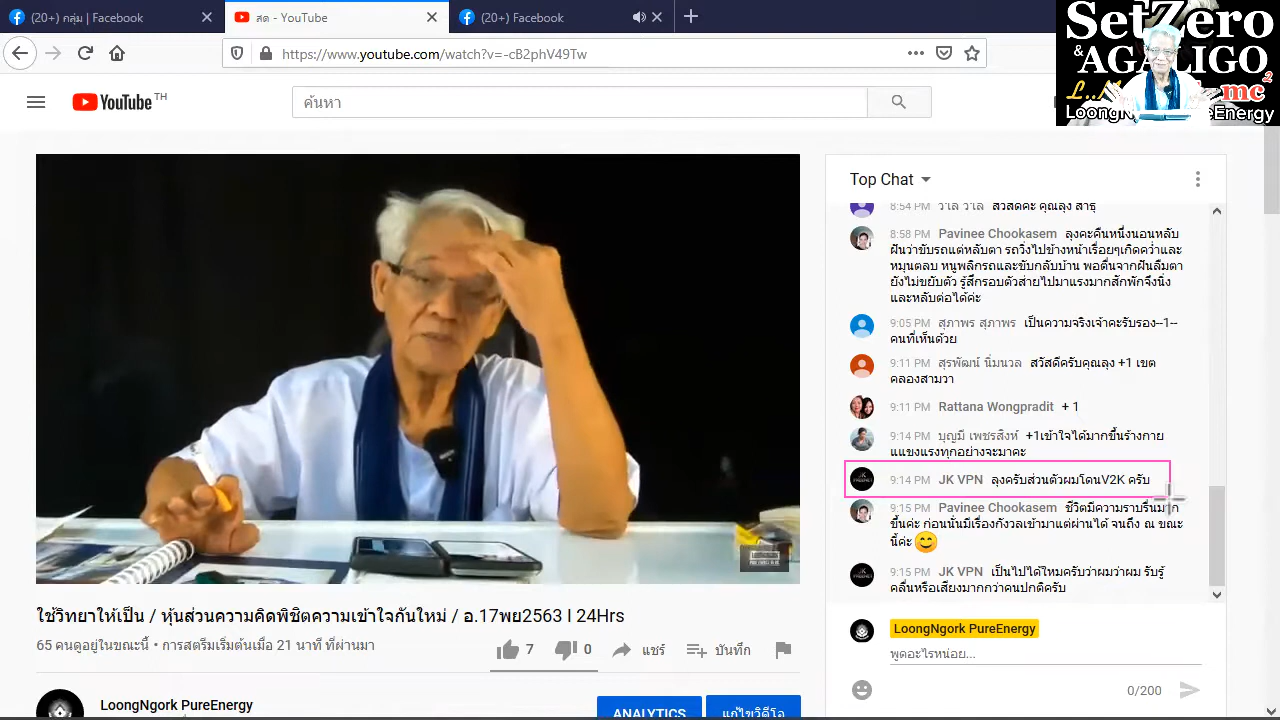 (20+) กลุ่ม | Facebook
สด - YouTube
(20+) Facebook
SetZero
& AGALIGO
mc²
https://www.youtube.com/watch?v=-cB2phV49Tw
YouTube TH
ค้นหา
Top Chat
8:54 PM วาไล วาไล สวัสดีค่ะ คุณลุง สาธุ
8:58 PM Pavinee Chookasem ลุงคะคืนหนึ่งนอนหลับ
ฝันว่าขับรถแต่หลับตา รถวิ่งไปข้างหน้าเรื่อยๆเกิดคว่ำและ
หมุนตลบ หนูพลิกรถและขับกลับบ้าน พอตื่นจากฝันลืมตา
ยังไม่ขยับตัว รู้สึกรอบตัวส่ายไปมาแรงมากสักพักจึงนิ่ง
และหลับต่อได้ค่ะ
9:05 PM สุภาพร สุภาพร เป็นความจริงเจ้าคะรับรอง--1--
คนที่เห็นด้วย
9:11 PM สุรพัฒน์ นิ่มนวล สวัสดีครับคุณลุง +1 เขต
คลองสามวา
9:11 PM Rattana Wongpradit + 1
9:14 PM บุญมี เพชรสิงห์ +1เข้าใจได้มากขึ้นร้างกาย
แแขงแรงทุกอย่างจะมาคะ
9:14 PM JK VPN ลุงครับส่วนตัวผมโดนV2K ครับ
9:15 PM Pavinee Chookasem ชีวิตมีความราบรื่นมาก
ขึ้นค่ะ ก่อนนั่นมีเรื่องกังวลเข้ามาแต่ผ่านได้ จนถึง ณ ขณะ
นี้ค่ะ
9:15 PM JK VPN เป็นไปได้ใหมครับว่าผมว่าผม รับรู้
คลื่นหรือเสียงมากกว่าคนปกติครับ
ใช้วิทยาให้เป็น / หุ้นส่วนความคิดพิชิตความเข้าใจกันใหม่ / อ.17พย2563 l 24Hrs
65 คนดูอยู่ในขณะนี้ • การสตรีมเริ่มต้นเมื่อ 21 นาที ที่ผ่านมา
7
0
แชร์
บันทึก
LoongNgork PureEnergy
พูดอะไรหน่อย...
0/200
LoongNgork PureEnergy
ANALYTICS
แก้ไขวิดีโอ